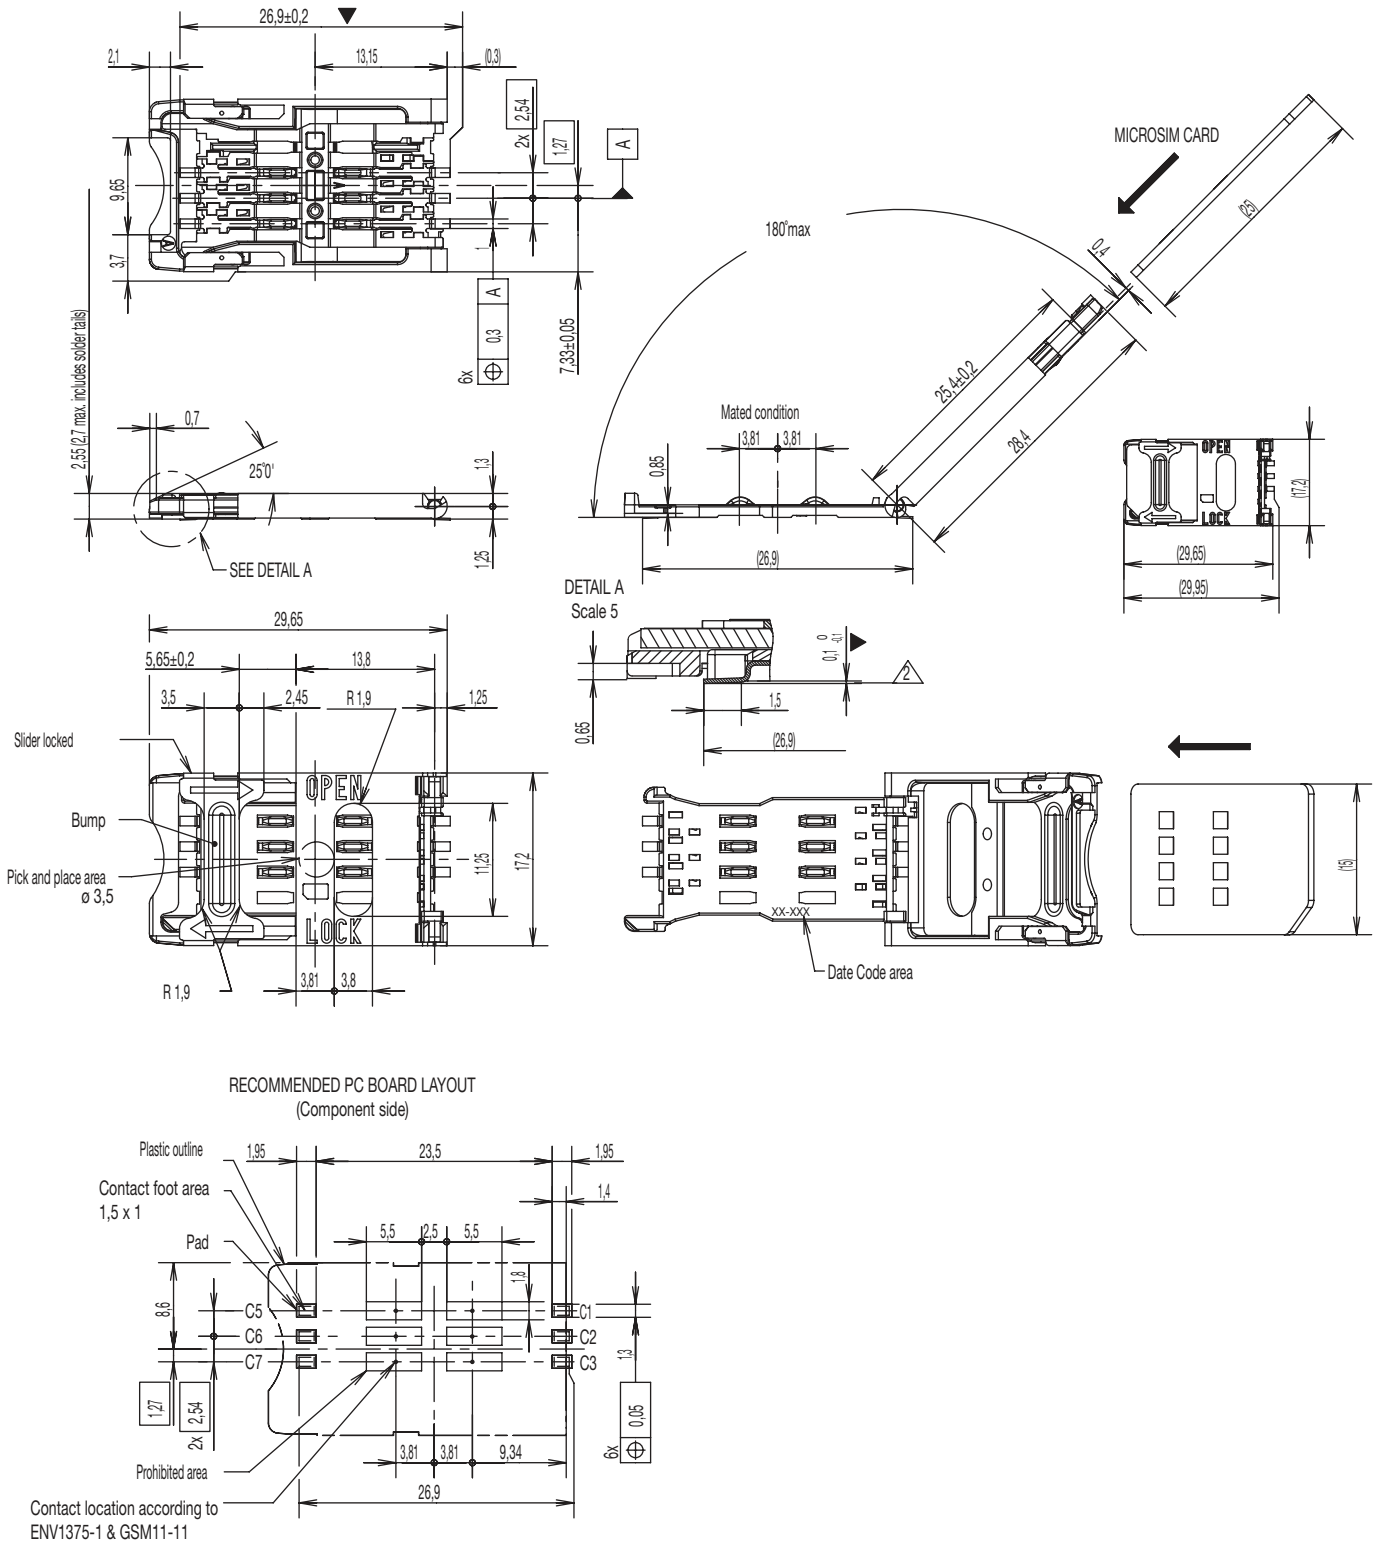 26,9±0,2
2,1
13,15
(0,3)
2x 2,54
1,27
A
MICROSIM CARD
9,65
3,7
180°max
(25)
0,4
1
A
0,3
6x
7,33±0,05
2,55 (2,7 max. includes solder tails)
25,4±0,2
28,4
0,7
25°0'
1,3
1,25
Mated condition
3,81
3,81
0,85
(26,9)
OPEN
LOCK
(17,2)
(29,65)
(29,95)
SEE DETAIL A
DETAIL A
Scale 5
0
0,1 -0,1
2
1,5
0,65
(26,9)
29,65
5,65±0,2
13,8
3,5
2,45
R 1,9
1,25
Slider locked
OPEN
Bump
Pick and place area
ø 3,5
11,25
17,2
LOCK
R 1,9
3,81
3,8
XX-XXX
Date Code area
(15)
RECOMMENDED PC BOARD LAYOUT
(Component side)
Plastic outline
1,95
23,5
1,95
Contact foot area
1,5 x 1
1,4
Pad
5,5
2,5
5,5
1,8
8,6
C5
C1
C6
C2
C7
C3
1,3
1,27
2x 2,54
6x
0,05
3,81
3,81
9,34
Prohibited area
26,9
Contact location according to
ENV1375-1 & GSM11-11